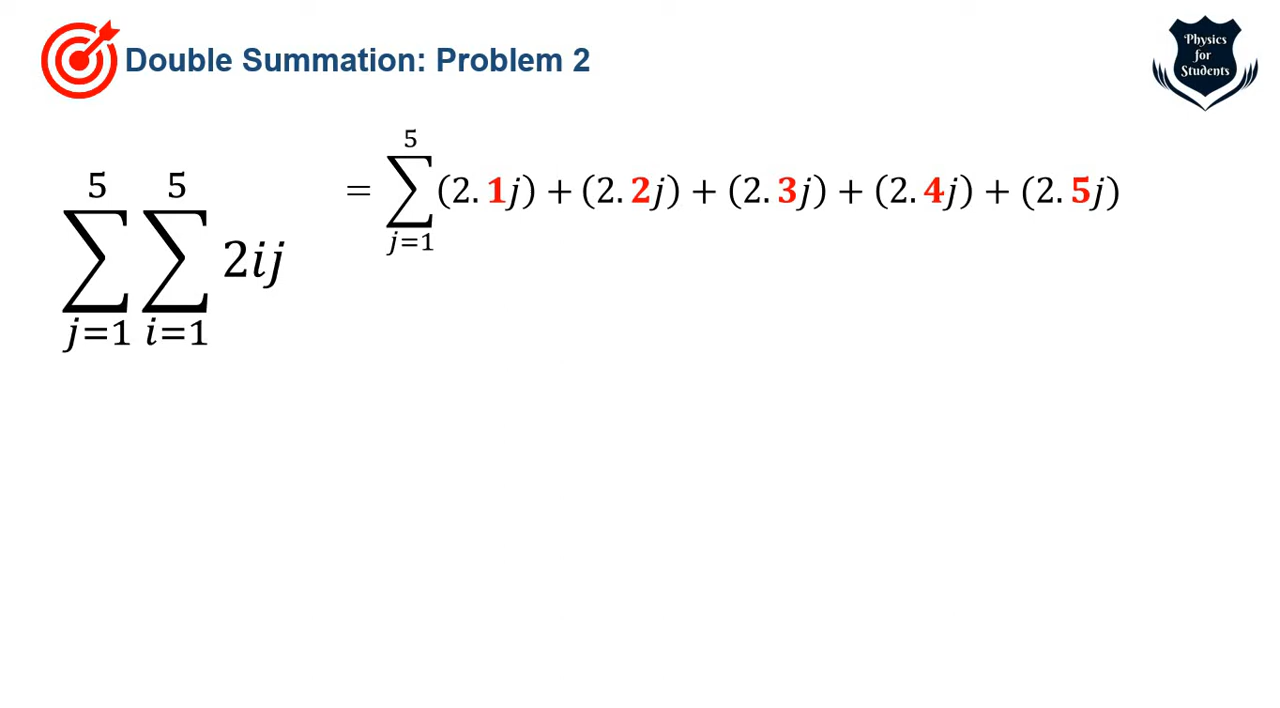 Double Summation: Problem 2
Physics
for
Students
5 5
∑ ∑ 2ij
j=1 i=1
5
= ∑ (2. 1j) + (2. 2j) + (2. 3j) + (2. 4j) + (2. 5j)
j=1